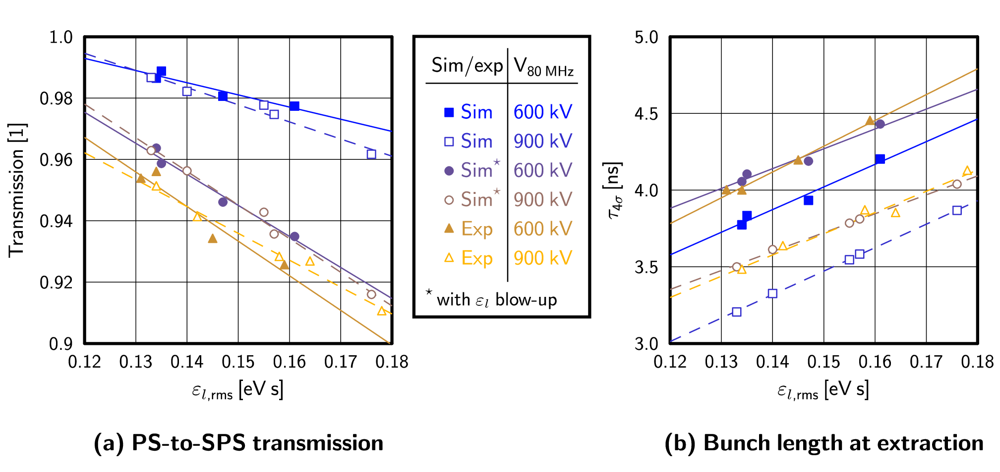 Transmission [1]
1.0
0.98
0.96
0.94
0.92
0.9
0.12 0.13 0.14 0.15 0.16 0.17 0.18
εl,rms [eV s]
(a) PS-to-SPS transmission
Sim/exp V80 MHz
Sim 600 kV
Sim 900 kV
Sim* 600 kV
Sim* 900 kV
Exp 600 kV
Exp 900 kV
* with εl blow-up
τ4σ [ns]
5.0
4.5
4.0
3.5
3.0
0.12 0.13 0.14 0.15 0.16 0.17 0.18
εl,rms [eV s]
(b) Bunch length at extraction